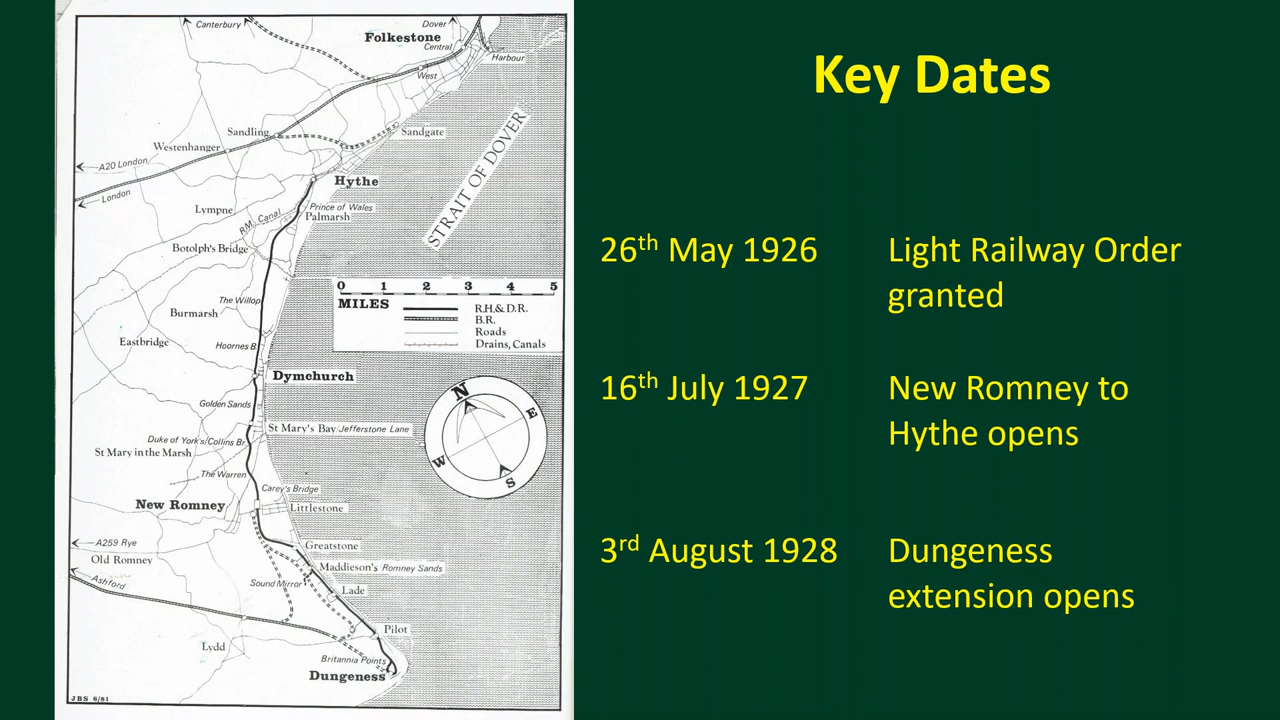 Canterbury
Dover
Folkestone
Central
Harbour
West
Sandling
Sandgate
Westenhanger
A20 London
London
STRAIT OF DOVER
Hythe
Lympne
R.M. Canal
Prince of Wales
Palmarsh
Botolph's Bridge
0 1 2 3 4 5
MILES
R.H.& D.R.
B.R.
Roads
Drains, Canals
The Willop
Burmarsh
Eastbridge
Hoornes B.
Dymchurch
N
E
W
S
Golden Sands
St Mary's Bay/Jefferstone Lane
Duke of York's/Collins Br.
St Mary in the Marsh
The Warren
Carey's Bridge
New Romney
Littlestone
A259 Rye
Old Romney
Greatstone
Maddieson's Romney Sands
Ashford
Sound Mirror
Lade
Pilot
Lydd
Britannia Points
Dungeness
JBS 6/81
Key Dates
26th May 1926 Light Railway Order
granted
16th July 1927 New Romney to
Hythe opens
3rd August 1928 Dungeness
extension opens